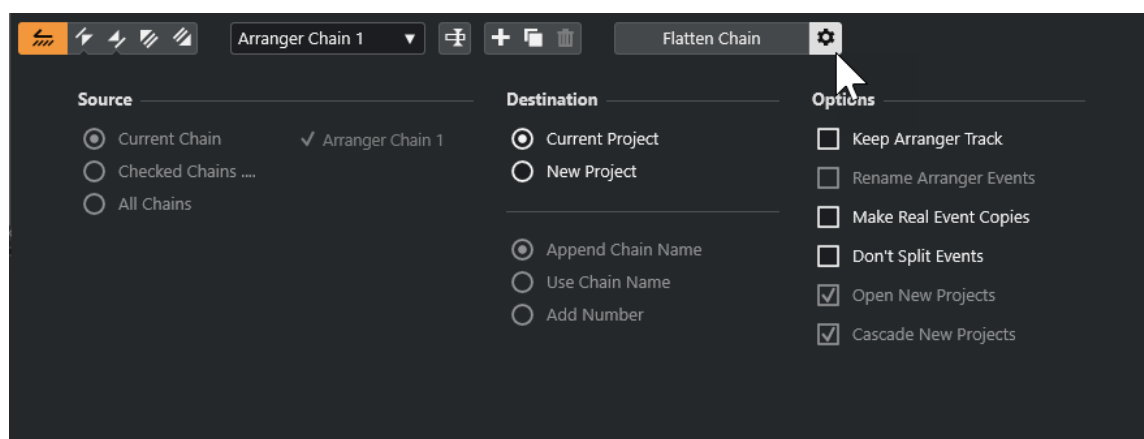 Arranger Chain 1 Flatten Chain
Source Destination Options
Current Chain Arranger Chain 1 Current Project Keep Arranger Track
Checked Chains .... New Project Rename Arranger Events
All Chains Make Real Event Copies
Append Chain Name Don't Split Events
Use Chain Name Open New Projects
Add Number Cascade New Projects